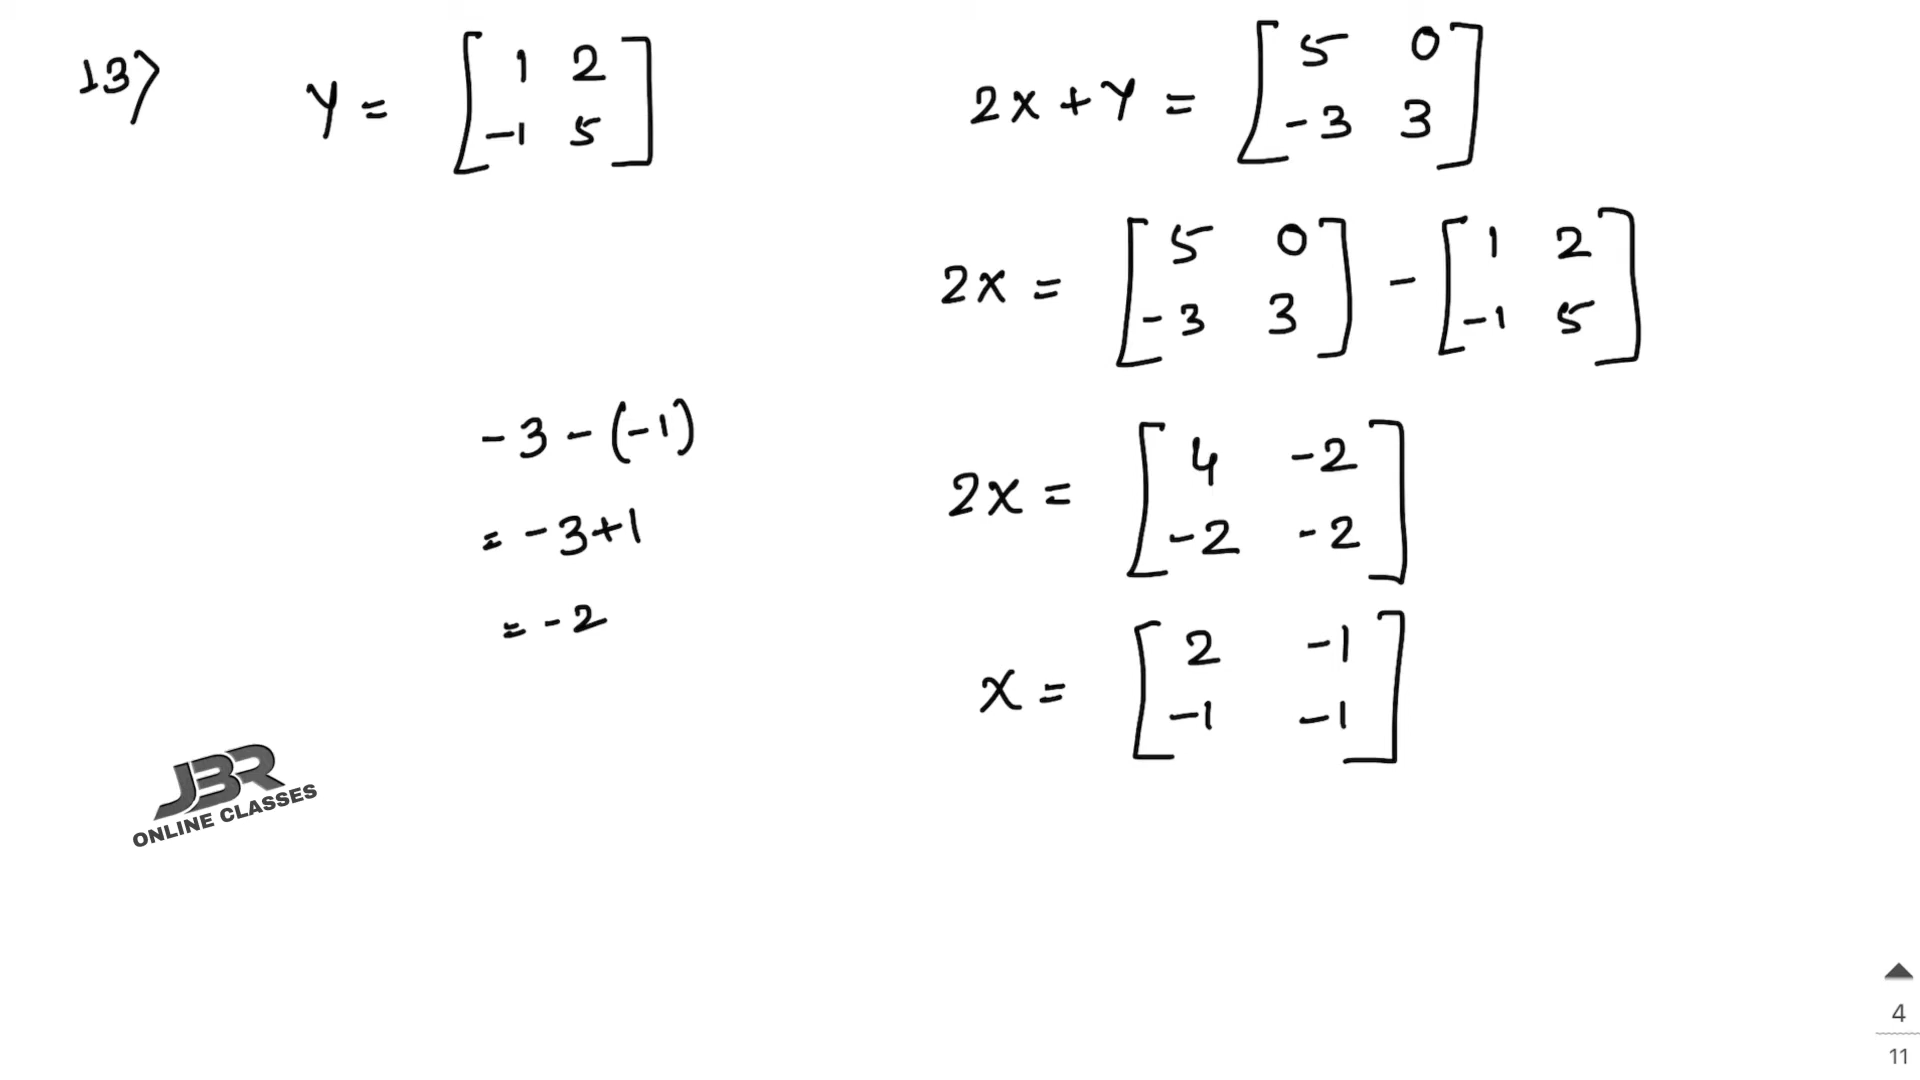 13)
Y = [ 1 2
-1 5 ]
2X + Y = [ 5 0
-3 3 ]
2X = [ 5 0
-3 3 ] - [ 1 2
-1 5 ]
-3 - (-1)
= -3+1
= -2
2X = [ 4 -2
-2 -2 ]
X = [ 2 -1
-1 -1 ]
JBR
ONLINE CLASSES
4
11